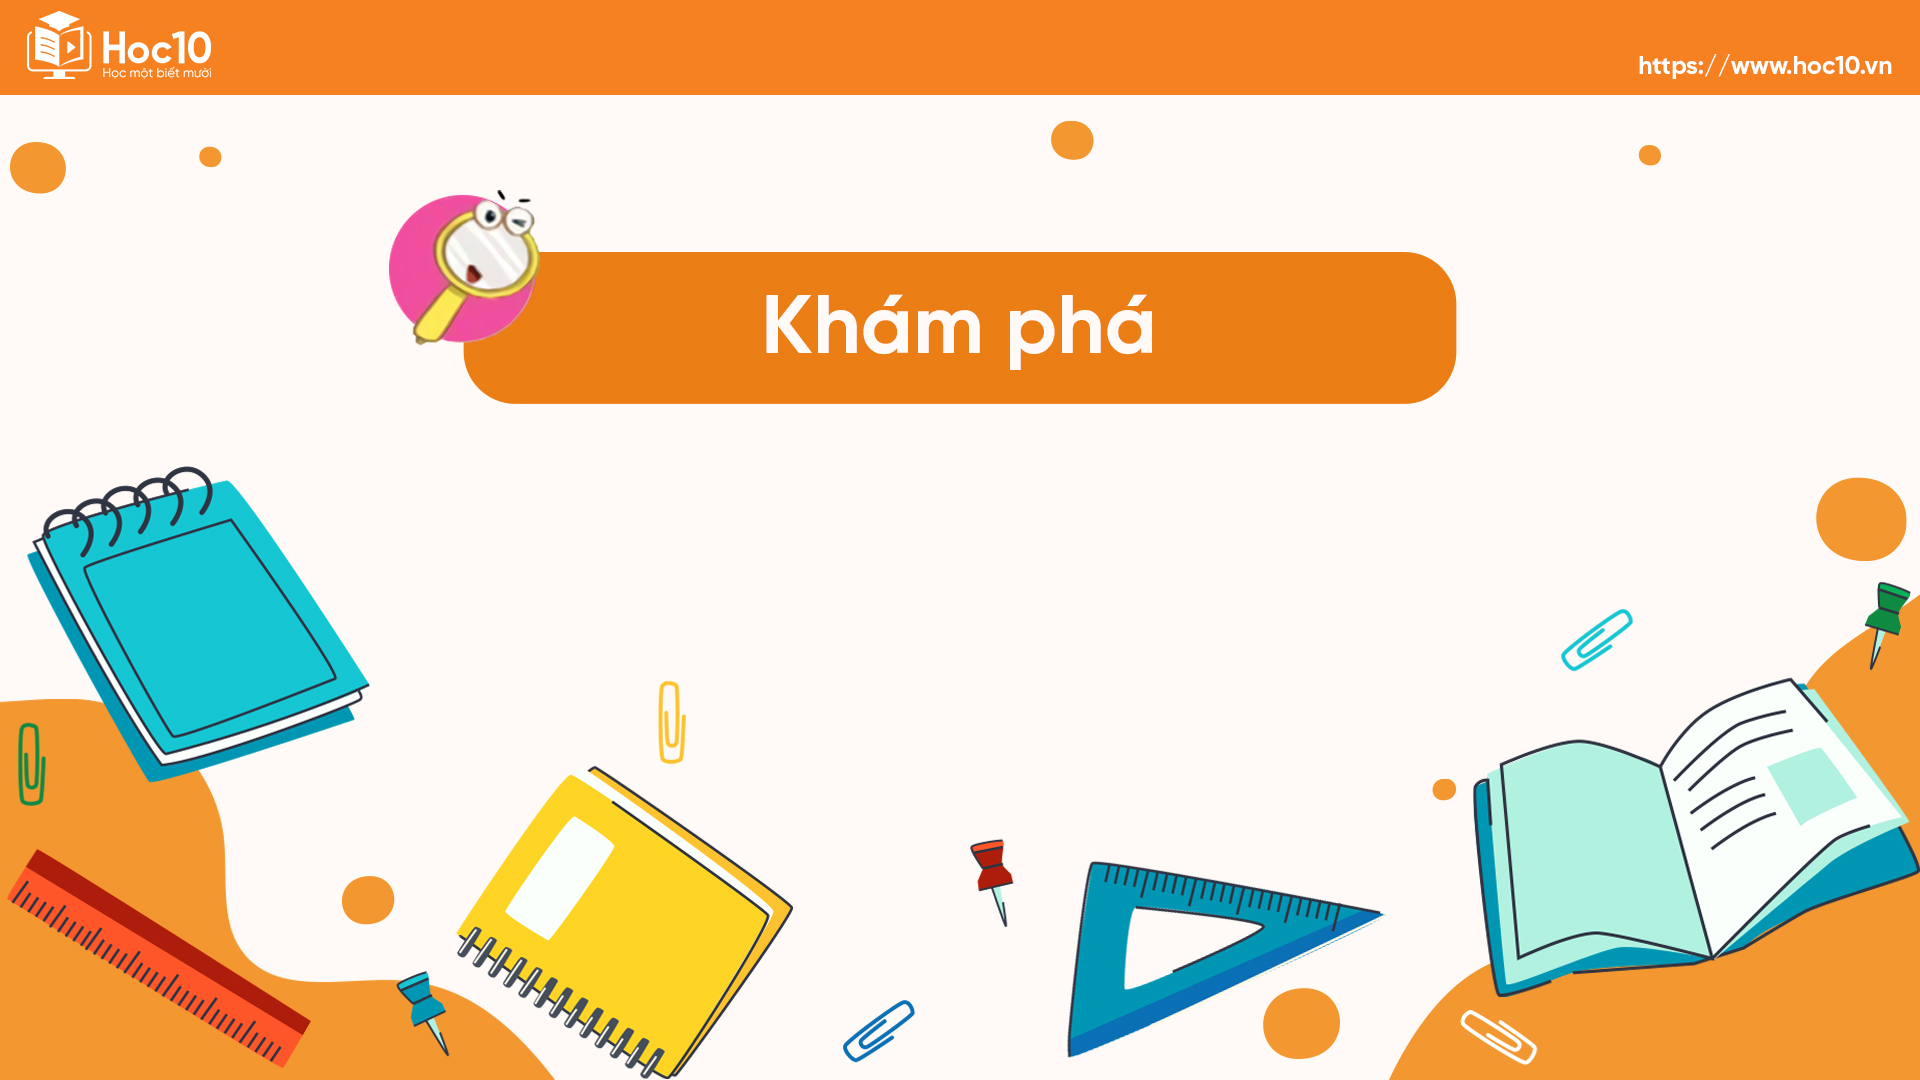 Hoc10
Học một biết mười
https://www.hoc10.vn
Khám phá